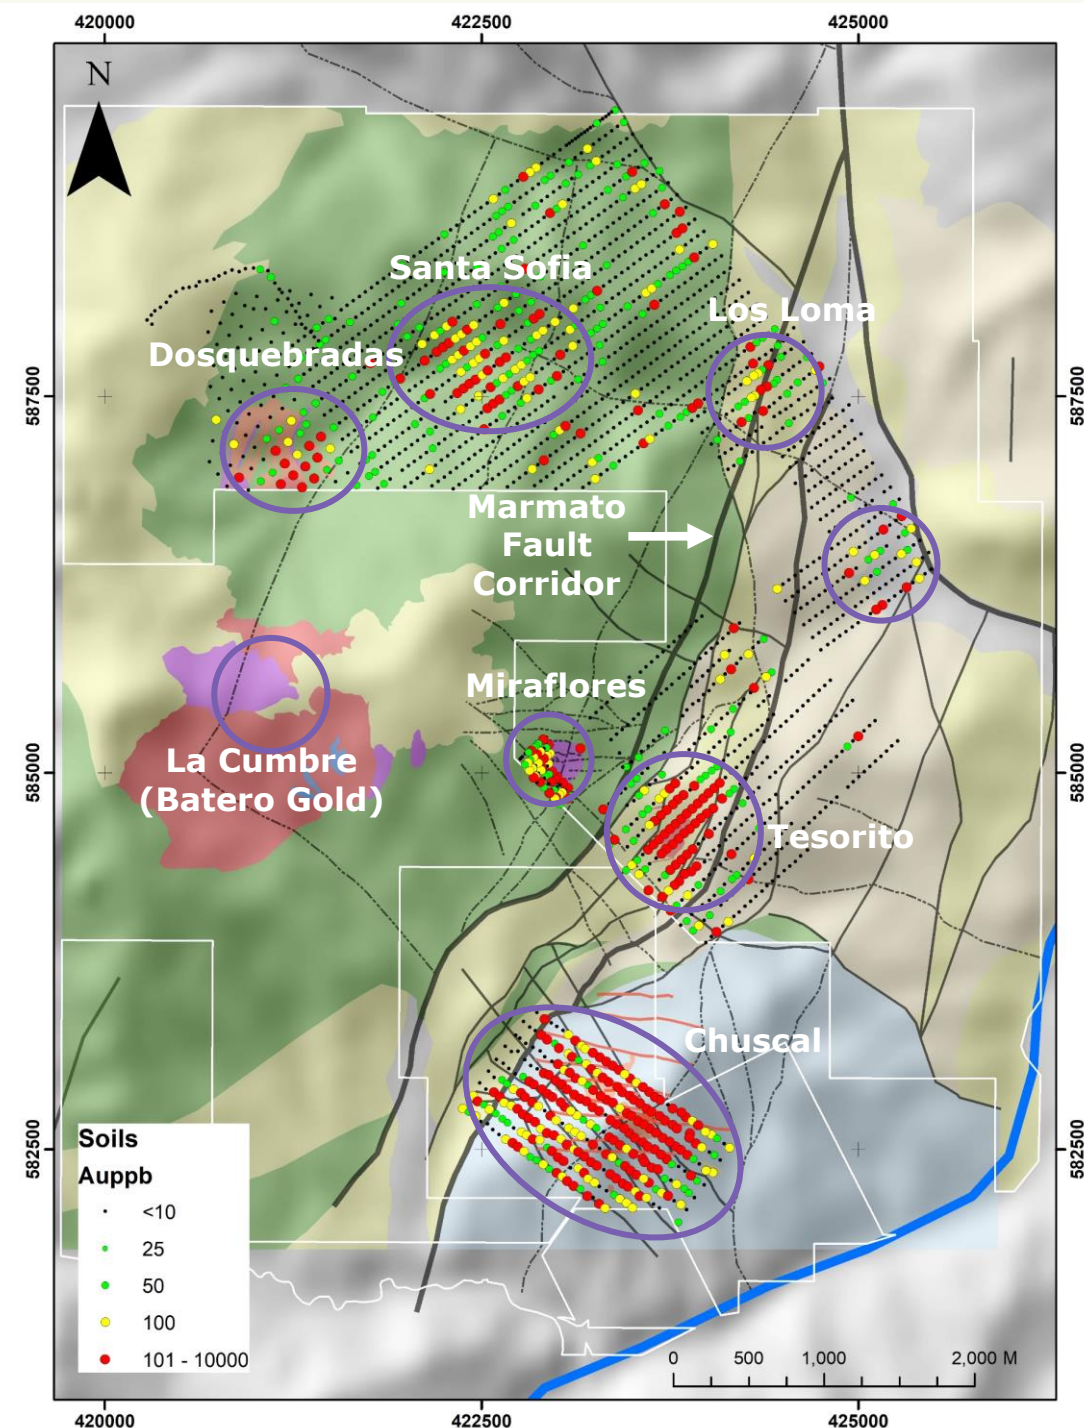 420000 422500 425000
N
Santa Sofia
Los Loma
Dosquebradas
587500 587500
Marmato
Fault
Corridor
Miraflores
585000 585000
La Cumbre
(Batero Gold)
Tesorito
Chuscal
582500 582500
Soils
Auppb
<10
25
50
100
101 - 10000
0 500 1,000 2,000 M
420000 422500 425000